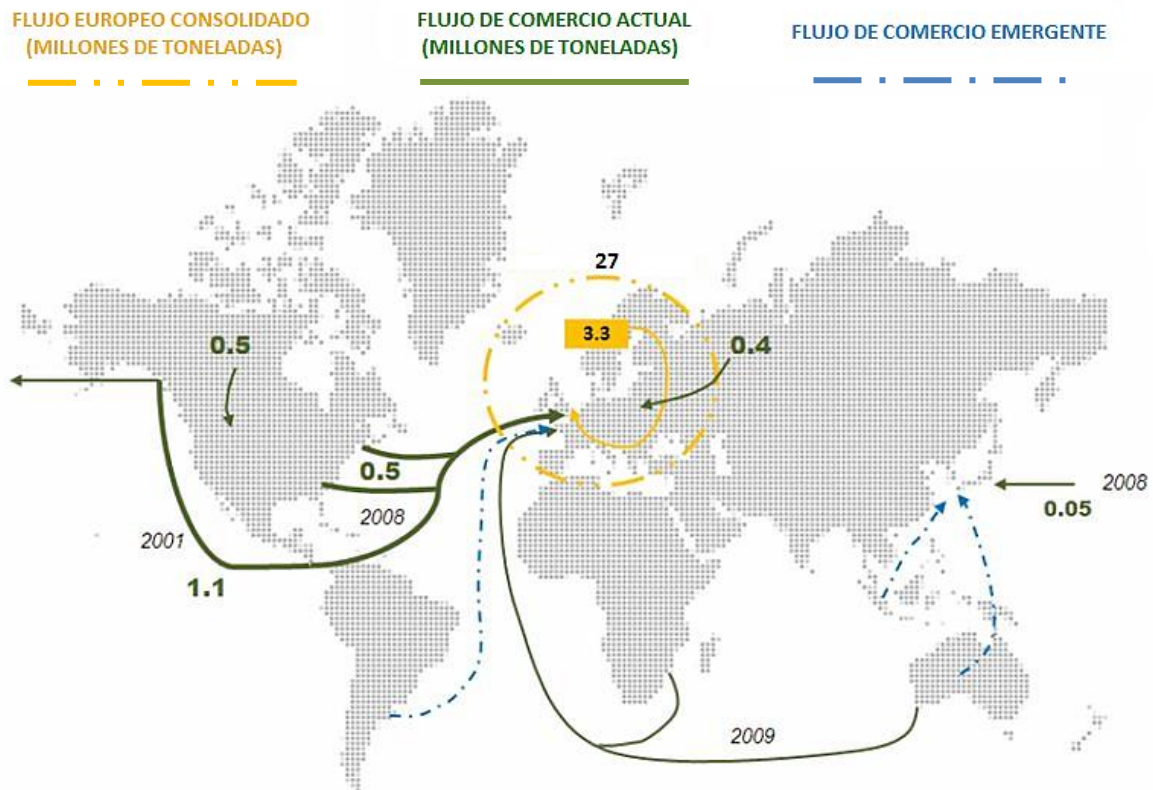 FLUJO EUROPEO CONSOLIDADO
(MILLONES DE TONELADAS)
FLUJO DE COMERCIO ACTUAL
(MILLONES DE TONELADAS)
FLUJO DE COMERCIO EMERGENTE
27
3.3
0.5
0.4
0.5
2008
2008
0.05
2001
1.1
2009